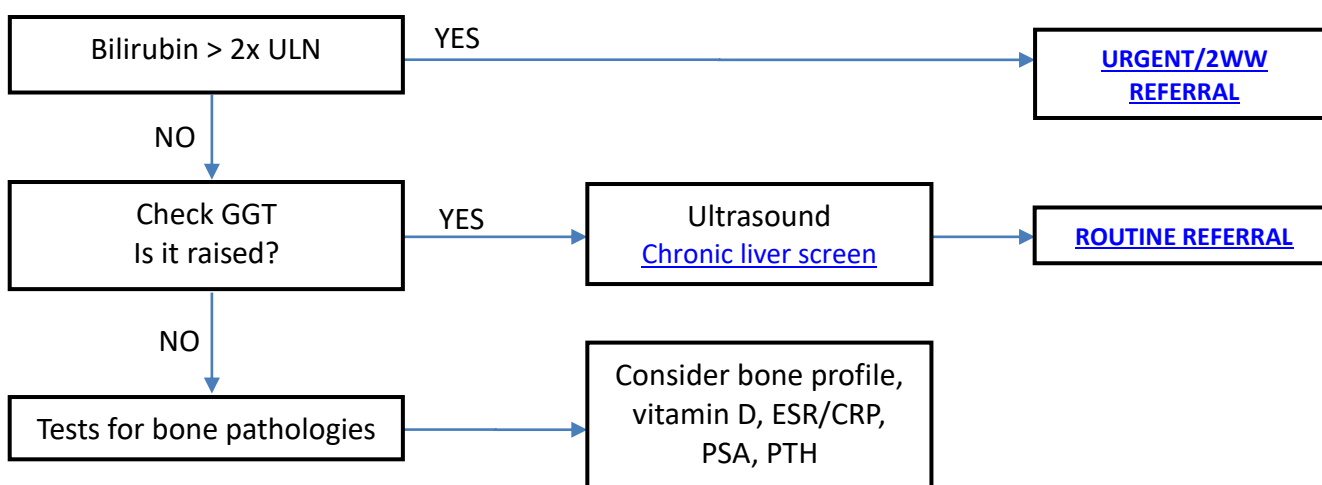 Bilirubin > 2x ULN
YES
URGENT/2WW
REFERRAL
NO
Check GGT
Is it raised?
YES
Ultrasound
Chronic liver screen
ROUTINE REFERRAL
NO
Tests for bone pathologies
Consider bone profile,
vitamin D, ESR/CRP,
PSA, PTH